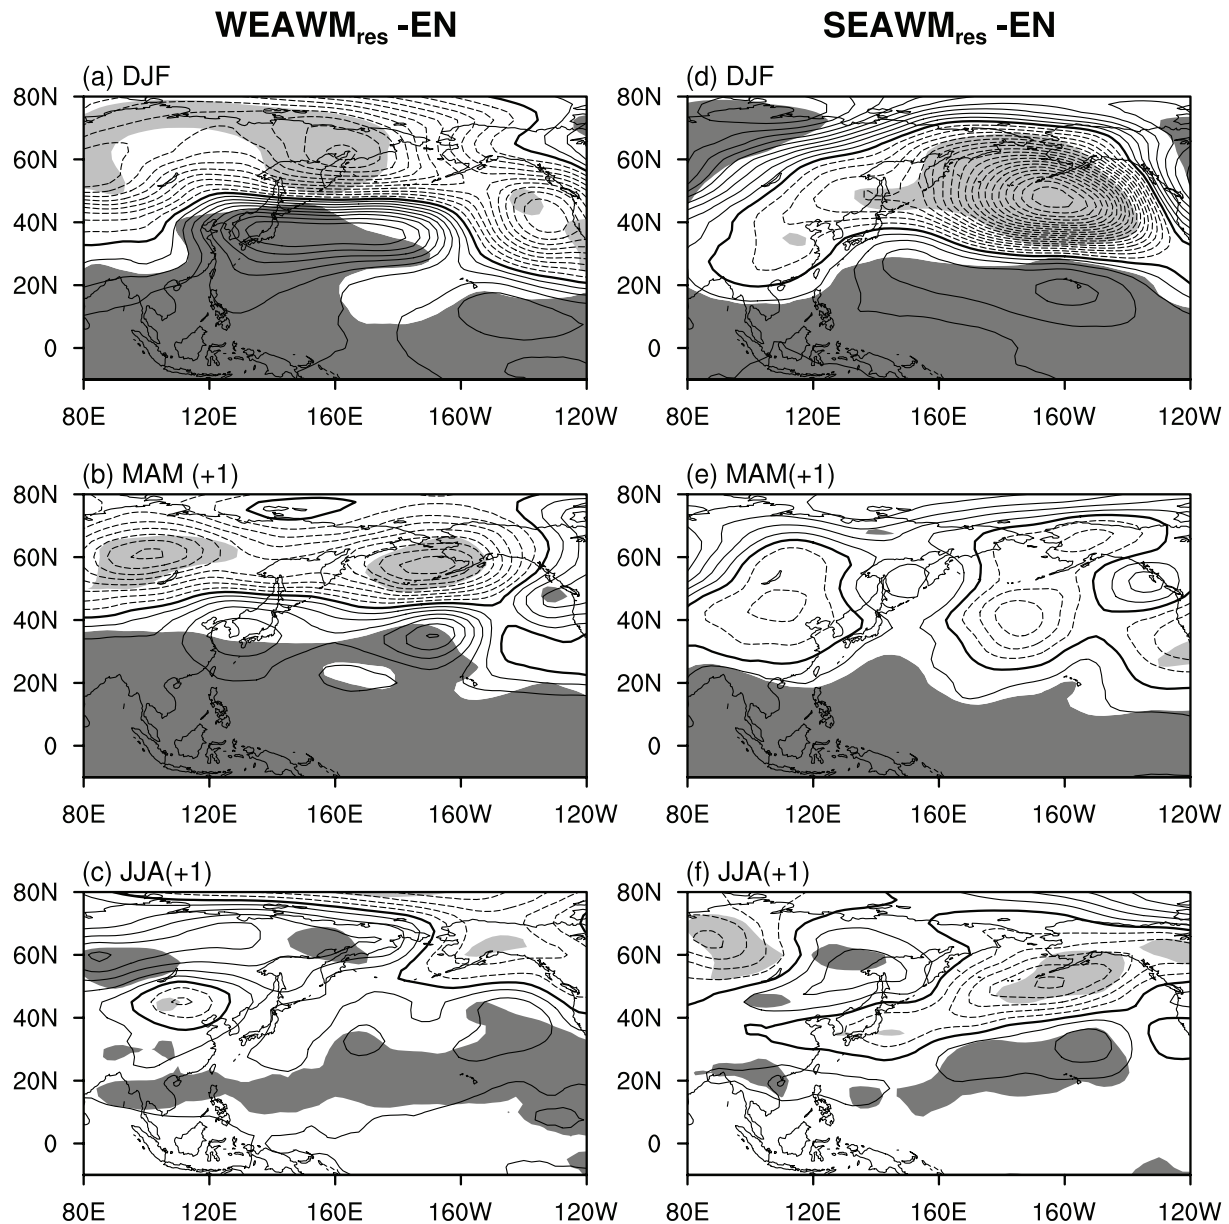 WEAWMres -EN
SEAWMres -EN
(a) DJF
80N
60N
40N
20N
0
80E 120E 160E 160W 120W
(d) DJF
80N
60N
40N
20N
0
80E 120E 160E 160W 120W
(b) MAM (+1)
80N
60N
40N
20N
0
80E 120E 160E 160W 120W
(e) MAM(+1)
80N
60N
40N
20N
0
80E 120E 160E 160W 120W
(c) JJA(+1)
80N
60N
40N
20N
0
80E 120E 160E 160W 120W
(f) JJA(+1)
80N
60N
40N
20N
0
80E 120E 160E 160W 120W